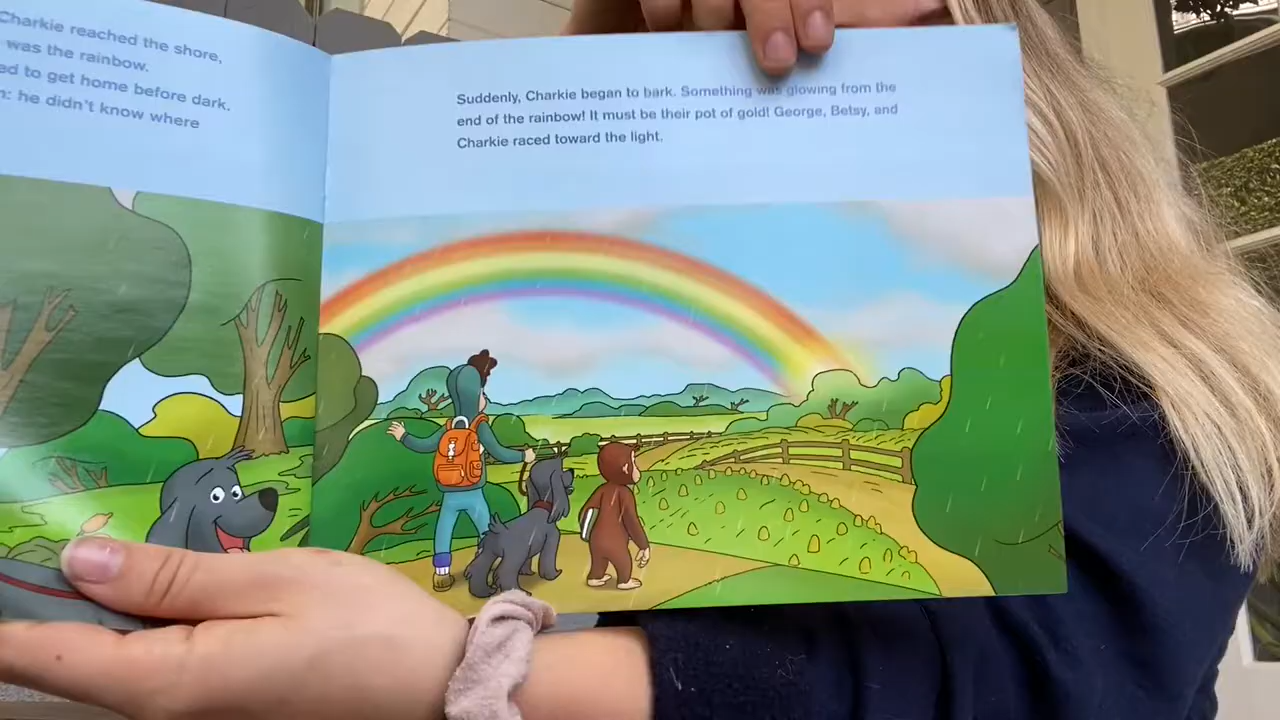 Charkie reached the shore,
was the rainbow.
ed to get home before dark.
n: he didn't know where
Suddenly, Charkie began to bark. Something was glowing from the
end of the rainbow! It must be their pot of gold! George, Betsy, and
Charkie raced toward the light.